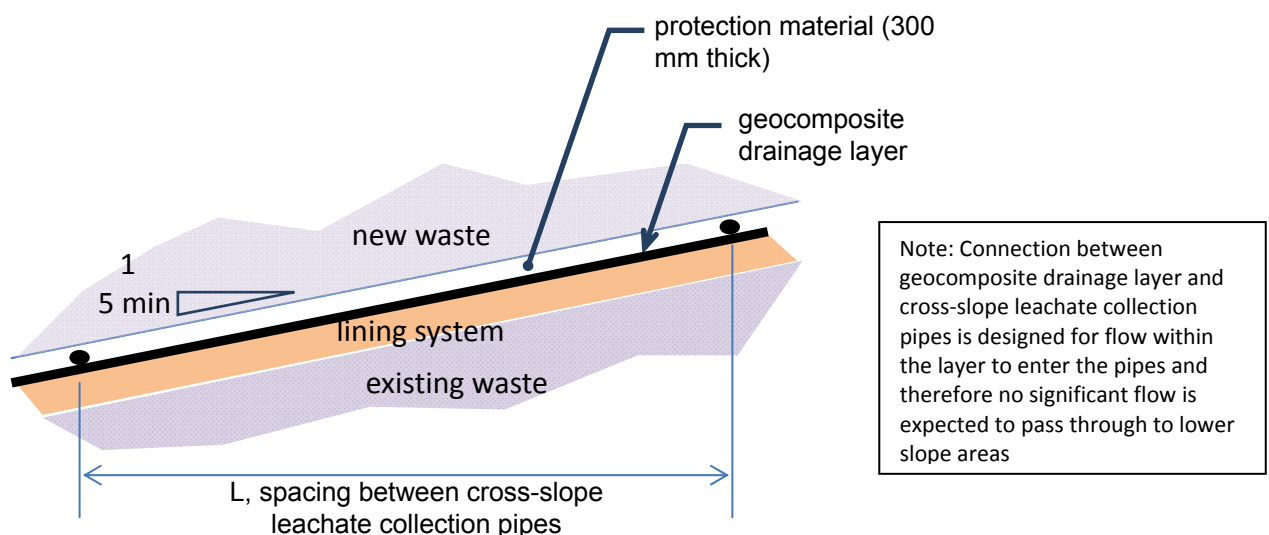 protection material (300
mm thick)
geocomposite
drainage layer
new waste
1
5 min
lining system
existing waste
L, spacing between cross-slope
leachate collection pipes
Note: Connection between
geocomposite drainage layer and
cross-slope leachate collection
pipes is designed for flow within
the layer to enter the pipes and
therefore no significant flow is
expected to pass through to lower
slope areas